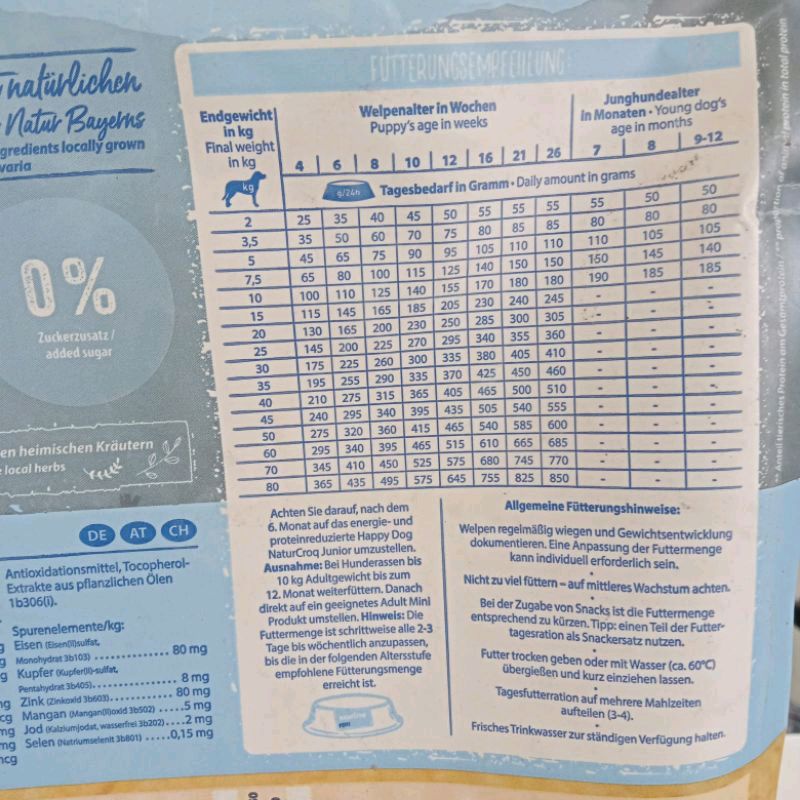 natürlichen
Natur Bayerns
gredients locally grown
varia
0%
Zuckerzusatz /
added sugar
en heimischen Kräutern
local herbs
DE AT CH
Antioxidationsmittel, Tocopherol-
Extrakte aus pflanzlichen Ölen
1b306(i).
Spurenelemente/kg:
Eisen (Eisen(II)sulfat,
Monohydrat 3b103) 80 mg
Kupfer (Kupfer(II)-sulfat,
Pentahydrat 3b405) 8 mg
Zink (Zinkoxid 3b603) 80 mg
Mangan (Mangan(II)oxid 3b502) 5 mg
Jod (Kalziumjodat, wasserfrei 3b202) 2 mg
Selen (Natriumselenit 3b801) 0,15 mg
FÜTTERUNGSEMPFEHLUNG
Endgewicht
in kg
Final weight
in kg
kg
Welpenalter in Wochen
Puppy's age in weeks
Junghundealter
in Monaten • Young dog's
age in months
4 6 8 10 12 16 21 26 7 8 9-12
g/24h Tagesbedarf in Gramm • Daily amount in grams
2 25 35 40 45 50 55 55 55 55 50 50
3,5 35 50 60 70 75 80 85 85 80 80 80
5 45 65 75 90 95 105 110 110 110 105 105
7,5 65 80 100 115 125 140 150 150 150 145 140
10 100 110 125 140 155 170 180 180 190 185 185
15 115 145 165 185 205 230 240 245 - - -
20 130 165 200 230 250 285 300 305 - - -
25 145 200 225 270 295 340 355 360 - - -
30 175 225 260 300 335 380 405 410 - - -
35 195 255 290 335 370 425 450 460 - - -
40 210 275 315 365 405 465 500 510 - - -
45 240 295 340 395 435 505 540 555 - - -
50 275 320 360 415 465 540 585 600 - - -
60 295 340 395 465 515 610 665 685 - - -
70 345 410 450 525 575 680 745 770 - - -
80 365 435 495 575 645 755 825 850 - - -
Achten Sie darauf, nach dem
6. Monat auf das energie- und
proteinreduzierte Happy Dog
NaturCroq Junior umzustellen.
Ausnahme: Bei Hunderassen bis
10 kg Adultgewicht bis zum
12. Monat weiterfüttern. Danach
direkt auf ein geeignetes Adult Mini
Produkt umstellen. Hinweis: Die
Futtermenge ist schrittweise alle 2-3
Tage bis wöchentlich anzupassen,
bis die in der folgenden Altersstufe
empfohlene Fütterungsmenge
erreicht ist.
Allgemeine Fütterungshinweise:
Welpen regelmäßig wiegen und Gewichtsentwicklung
dokumentieren. Eine Anpassung der Futtermenge
kann individuell erforderlich sein.
•
Nicht zu viel füttern – auf mittleres Wachstum achten.
•
Bei der Zugabe von Snacks ist die Futtermenge
entsprechend zu kürzen. Tipp: einen Teil der Futter-
tagesration als Snackersatz nutzen.
•
Futter trocken geben oder mit Wasser (ca. 60°C)
übergießen und kurz einziehen lassen.
•
Tagesfutterration auf mehrere Mahlzeiten
aufteilen (3-4).
•
Frisches Trinkwasser zur ständigen Verfügung halten.
** Anteil tierisches Protein am Gesamtprotein / ** proportion of animal protein in total protein